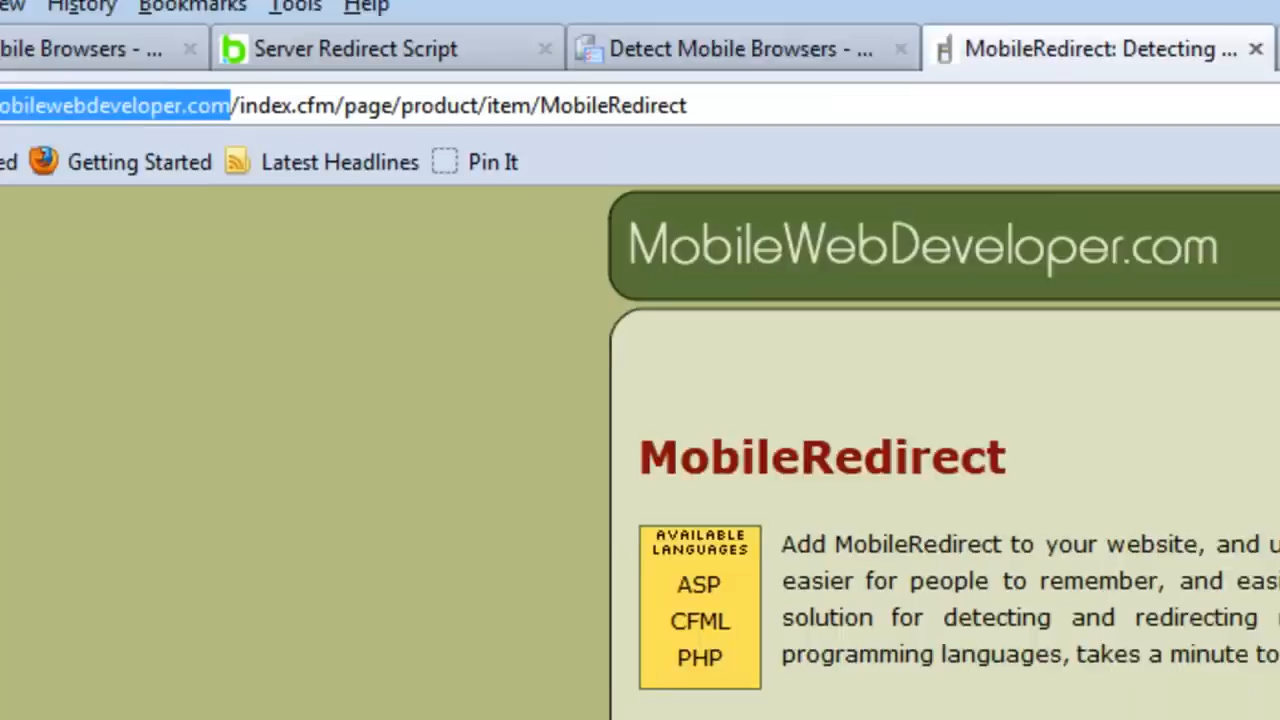 History Bookmarks Tools Help
Browsers - ... Server Redirect Script Detect Mobile Browsers - ... MobileRedirect: Detecting ...
obilewebdeveloper.com/index.cfm/page/product/item/MobileRedirect
Getting Started Latest Headlines Pin It
MobileWebDeveloper.com
MobileRedirect
AVAILABLE
LANGUAGES
ASP
CFML
PHP
Add MobileRedirect to your website, and
easier for people to remember, and
solution for detecting and redirecting
programming languages, takes a minute to